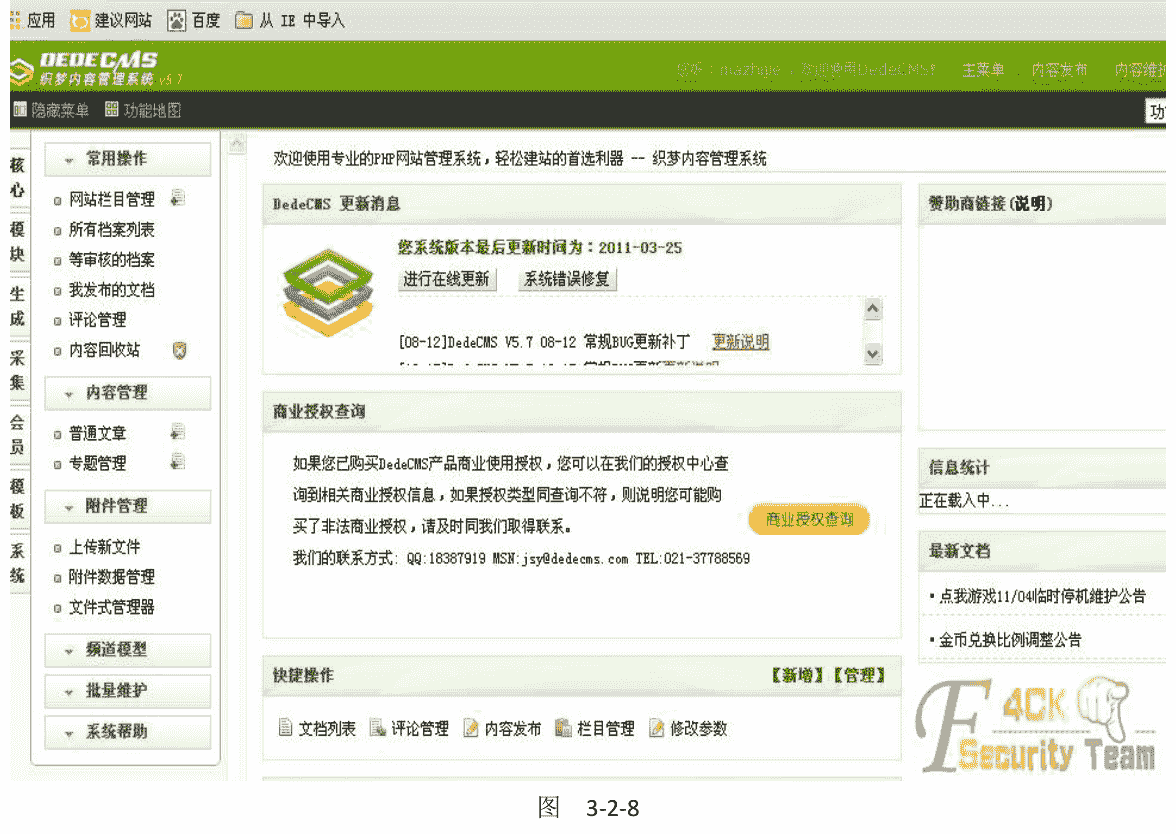 应用 建议网站 百度 从 IE 中导入
DEDECMS
织梦内容管理系统 v5.7
主菜单 内容发布 内容维护
隐藏菜单 功能地图
功
核心
模块
生成
采集
会员
模板
系统
常用操作
网站栏目管理
所有档案列表
等审核的档案
我发布的文档
评论管理
内容回收站
内容管理
普通文章
专题管理
附件管理
上传新文件
附件数据管理
文件式管理器
频道模型
批量维护
系统帮助
欢迎使用专业的PHP网站管理系统，轻松建站的首选利器 -- 织梦内容管理系统
DedeCMS 更新消息
您系统版本最后更新时间为：2011-03-25
进行在线更新 系统错误修复
[08-12]DedeCMS V5.7 08-12 常规BUG更新补丁 更新说明
商业授权查询
如果您已购买DedeCMS产品商业使用授权，您可以在我们的授权中心查
询到相关商业授权信息，如果授权类型同查询不符，则说明您可能购
买了非法商业授权，请及时同我们取得联系。
我们的联系方式: QQ:18387919 MSN:jsy@dedecms.com TEL:021-37788569
商业授权查询
快捷操作 【新增】【管理】
文档列表 评论管理 内容发布 栏目管理 修改参数
赞助商链接(说明)
信息统计
正在载入中...
最新文档
点我游戏11/04临时停机维护公告
金币兑换比例调整公告
F4CK
Security Team
图 3-2-8